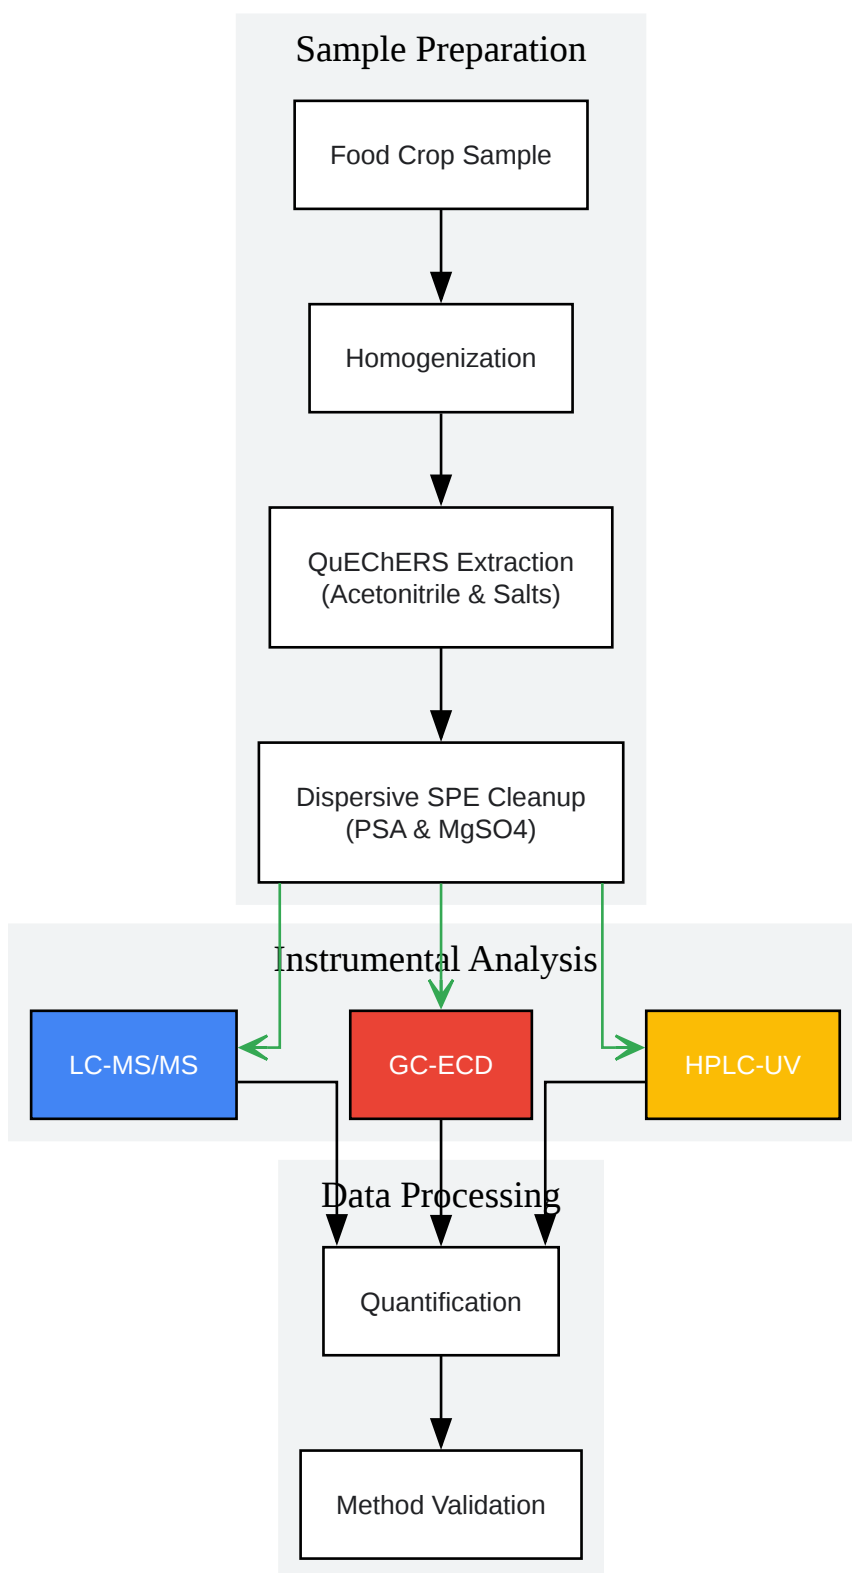 Sample Preparation
Food Crop Sample
Homogenization
QuEChERS Extraction
(Acetonitrile & Salts)
Dispersive SPE Cleanup
(PSA & MgSO4)
Instrumental Analysis
LC-MS/MS
GC-ECD
HPLC-UV
Data Processing
Quantification
Method Validation